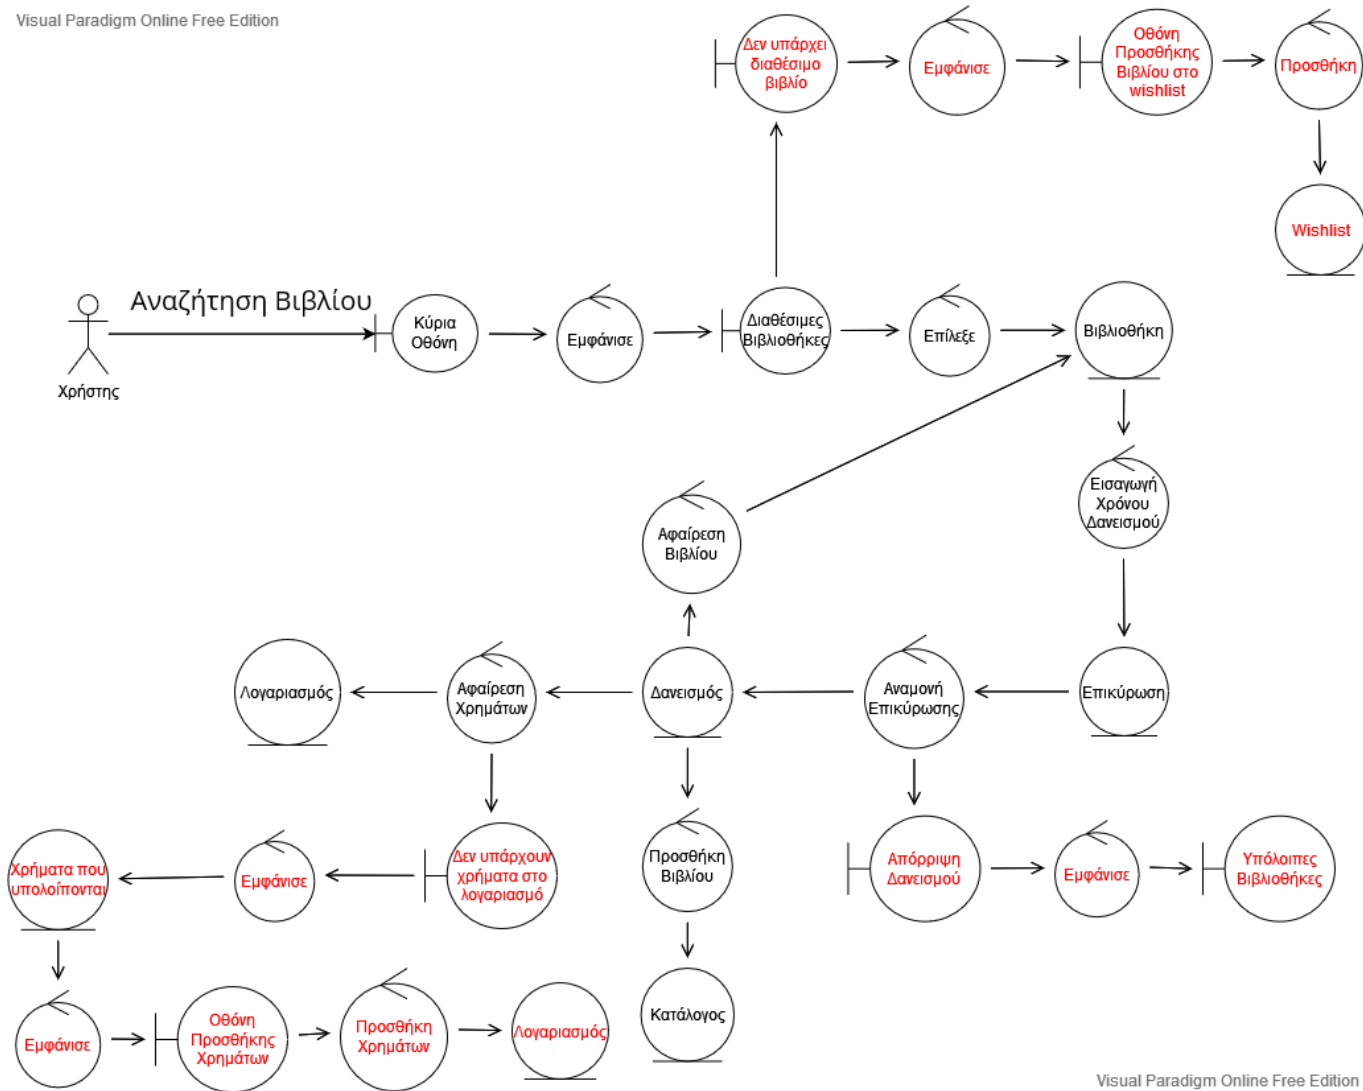 Visual Paradigm Online Free Edition
Δεν υπάρχει
διαθέσιμο
βιβλίο
Εμφάνισε
Οθόνη
Προσθήκης
Βιβλίου στο
wishlist
Προσθήκη
Wishlist
Αναζήτηση Βιβλίου
Χρήστης
Κύρια
Οθόνη
Εμφάνισε
Διαθέσιμες
Βιβλιοθήκες
Επίλεξε
Βιβλιοθήκη
Εισαγωγή
Χρόνου
Δανεισμού
Αφαίρεση
Βιβλίου
Λογαριασμός
Αφαίρεση
Χρημάτων
Δανεισμός
Αναμονή
Επικύρωσης
Επικύρωση
Χρήματα που
υπολοίπονται
Εμφάνισε
Δεν υπάρχουν
χρήματα στο
λογαριασμό
Προσθήκη
Βιβλίου
Απόρριψη
Δανεισμού
Εμφάνισε
Υπόλοιπες
Βιβλιοθήκες
Εμφάνισε
Οθόνη
Προσθήκης
Χρημάτων
Προσθήκη
Χρημάτων
Λογαριασμός
Κατάλογος
Visual Paradigm Online Free Edition